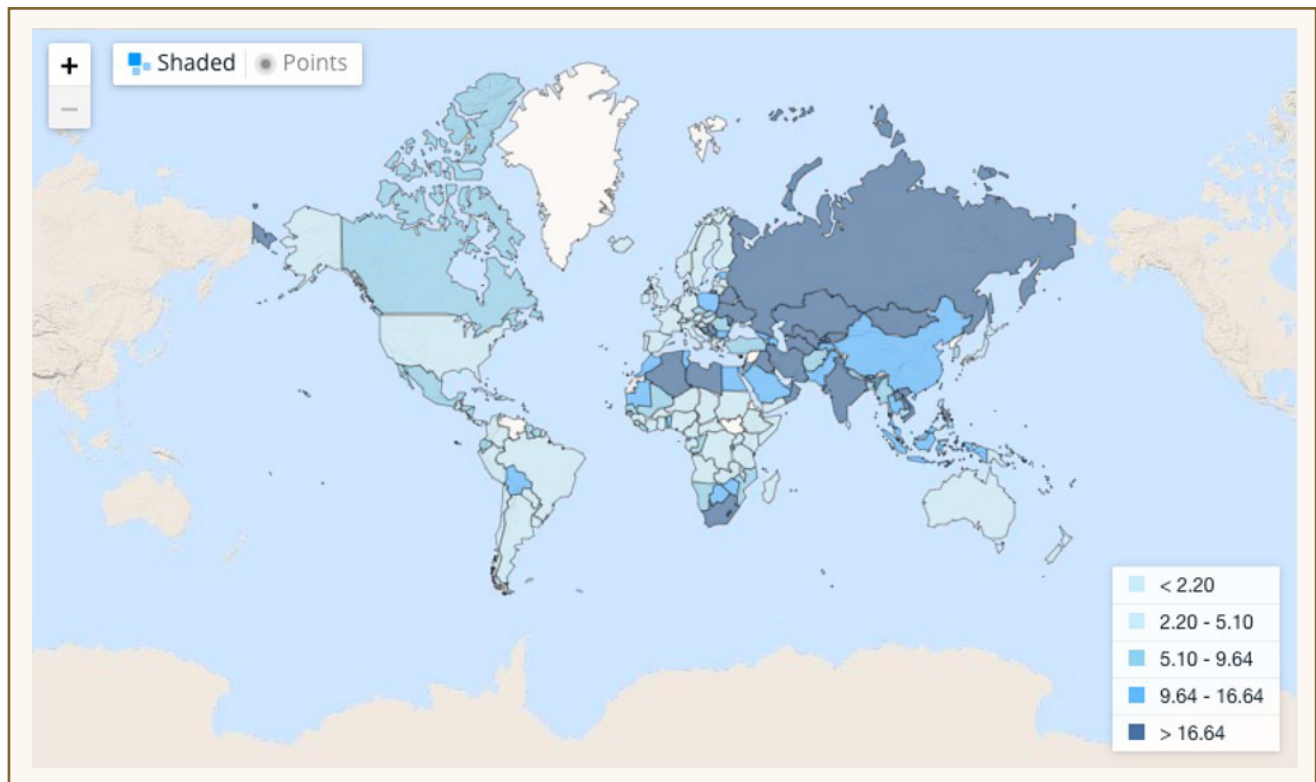 +
Shaded Points
−
< 2.20
2.20 - 5.10
5.10 - 9.64
9.64 - 16.64
> 16.64